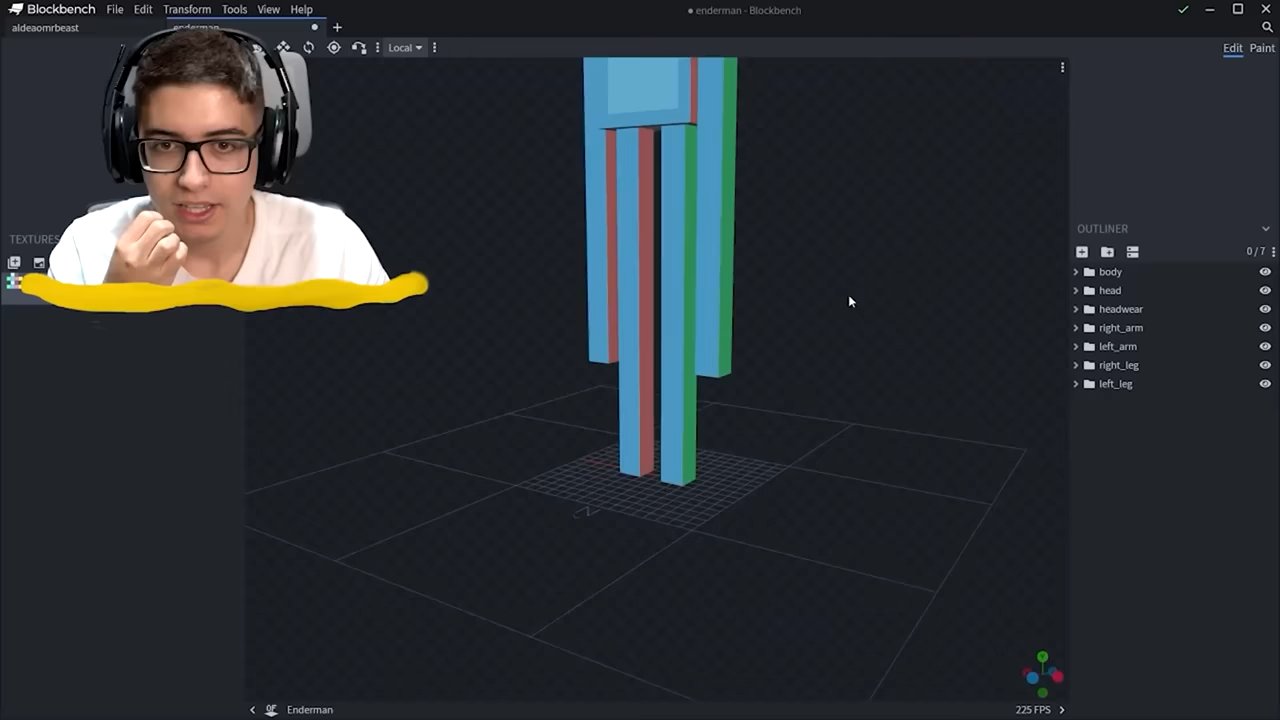 Blockbench File Edit Transform Tools View Help
● enderman - Blockbench
aldeaomrbeast enderman
Local
Edit Paint
TEXTURES
OUTLINER
0/7
body
head
headwear
right_arm
left_arm
right_leg
left_leg
Enderman
225 FPS